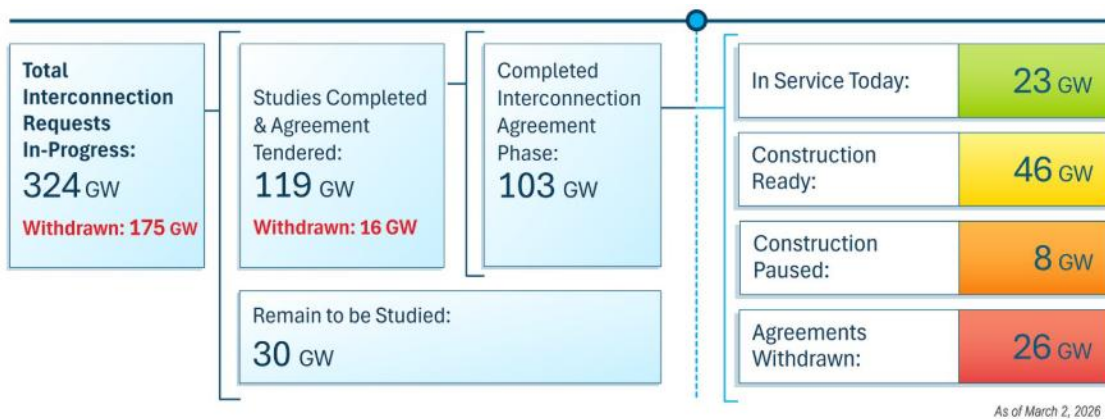 Total
Interconnection
Requests
In-Progress:
324 GW
Withdrawn: 175 GW
Studies Completed
& Agreement
Tendered:
119 GW
Withdrawn: 16 GW
Completed
Interconnection
Agreement
Phase:
103 GW
Remain to be Studied:
30 GW
In Service Today:
23 GW
Construction
Ready:
46 GW
Construction
Paused:
8 GW
Agreements
Withdrawn:
26 GW
As of March 2, 2026